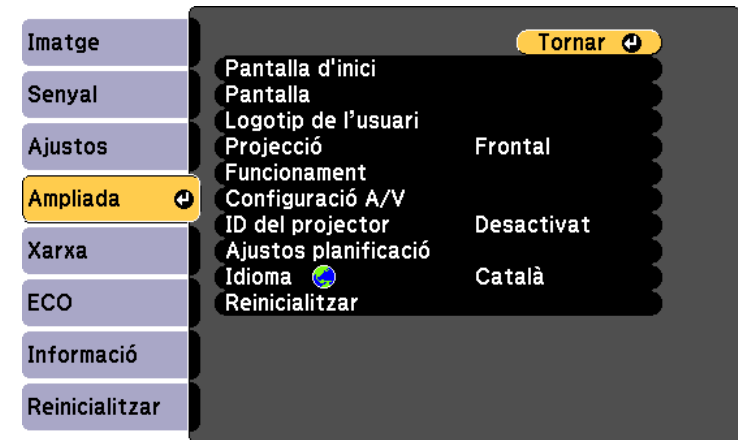 Imatge
Senyal
Ajustos
Ampliada
Xarxa
ECO
Informació
Reinicialitzar
Tornar
Pantalla d'inici
Pantalla
Logotip de l’usuari
Projecció Frontal
Funcionament
Configuració A/V
ID del projector Desactivat
Ajustos planificació
Idioma Català
Reinicialitzar